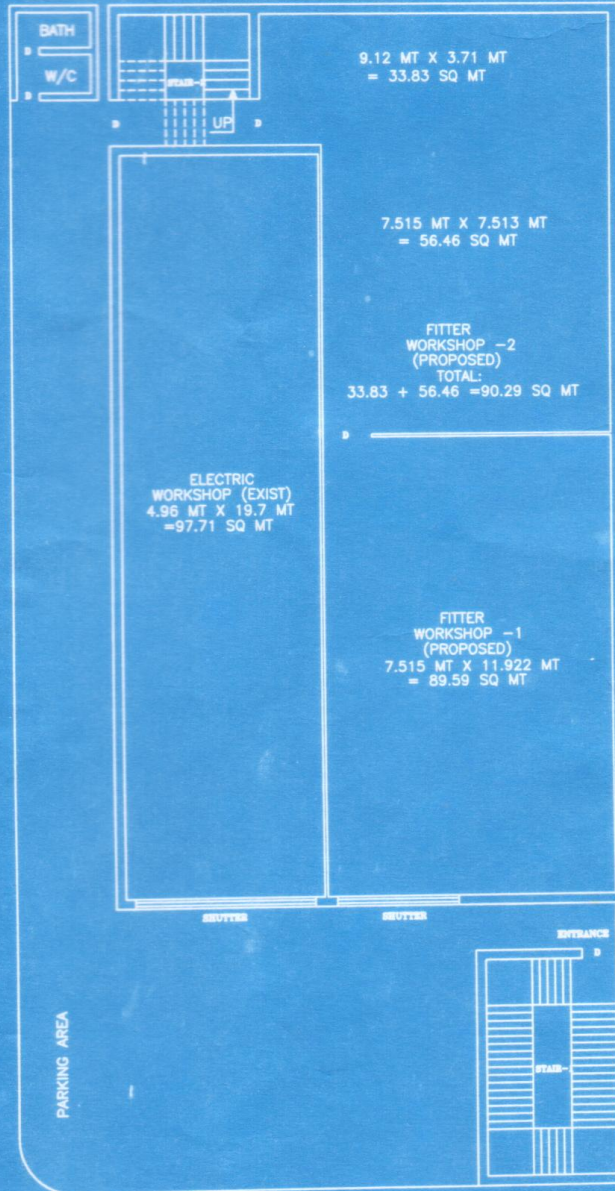 BATH
D
W/C
D
STAIR-
D
UP
D
9.12 MT X 3.71 MT
= 33.83 SQ MT
7.515 MT X 7.513 MT
= 56.46 SQ MT
FITTER
WORKSHOP -2
(PROPOSED)
TOTAL:
33.83 + 56.46 =90.29 SQ MT
D
ELECTRIC
WORKSHOP (EXIST)
4.96 MT X 19.7 MT
=97.71 SQ MT
FITTER
WORKSHOP -1
(PROPOSED)
7.515 MT X 11.922 MT
= 89.59 SQ MT
SHUTTER
SHUTTER
ENTRANCE
D
STAIR-
PARKING AREA